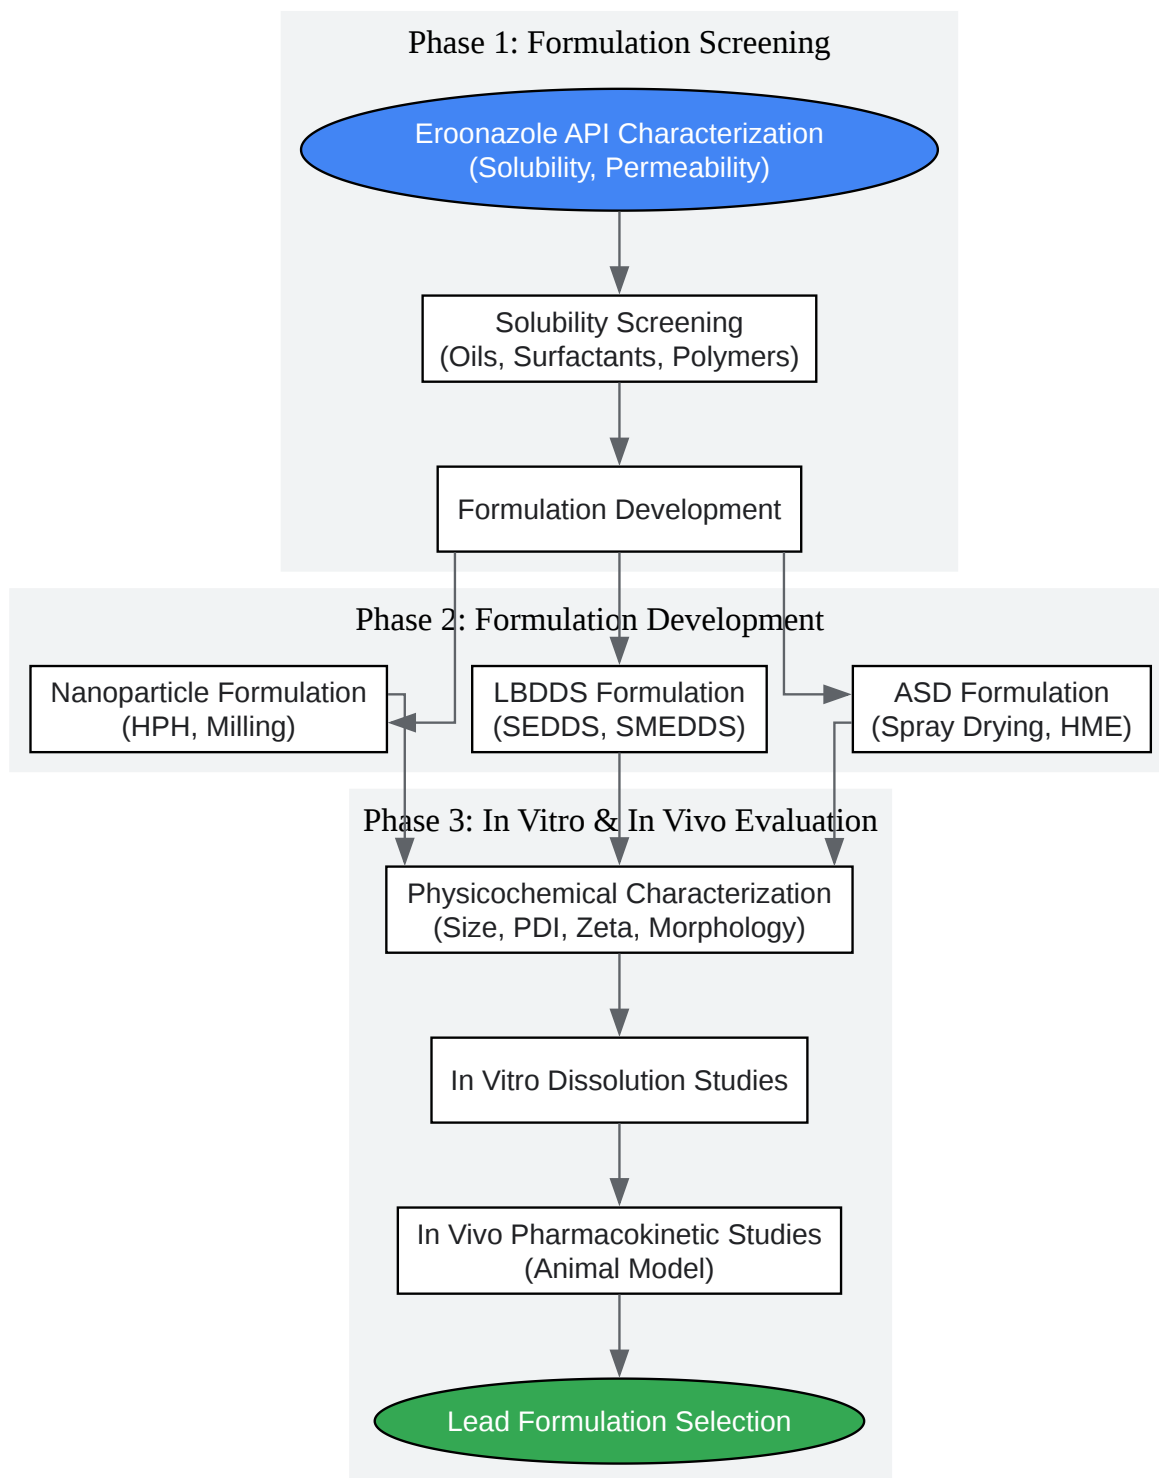 Phase 1: Formulation Screening
Eroonazole API Characterization
(Solubility, Permeability)
Solubility Screening
(Oils, Surfactants, Polymers)
Formulation Development
Phase 2: Formulation Development
Nanoparticle Formulation
(HPH, Milling)
LBDDS Formulation
(SEDDS, SMEDDS)
ASD Formulation
(Spray Drying, HME)
Phase 3: In Vitro & In Vivo Evaluation
Physicochemical Characterization
(Size, PDI, Zeta, Morphology)
In Vitro Dissolution Studies
In Vivo Pharmacokinetic Studies
(Animal Model)
Lead Formulation Selection